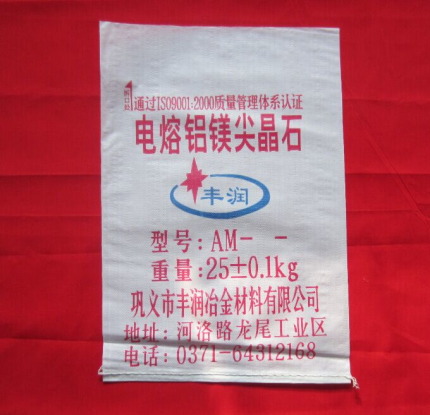 通过ISO9001:2000质量管理体系认证
电熔铝镁尖晶石
丰润
型号:AM- -
重量:25±0.1kg
巩义市丰润冶金材料有限公司
地址: 河洛路龙尾工业区
电话: 0371-64312168